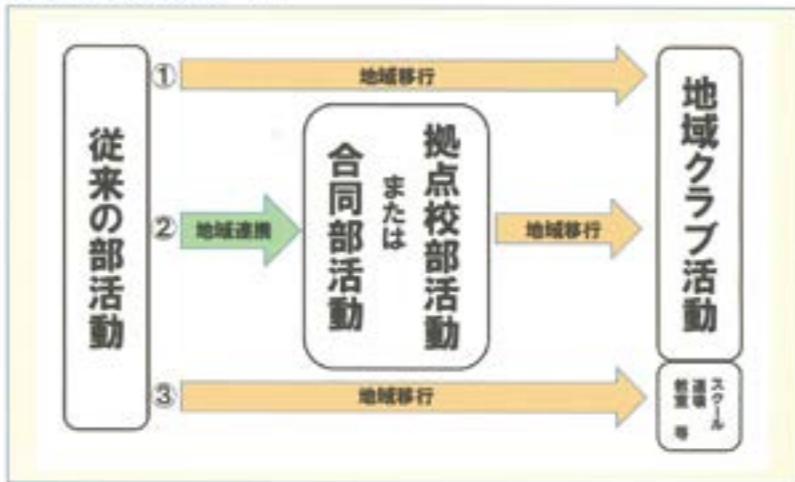 従来の部活動
①
地域移行
②
地域連携
拠点校部活動
または
合同部活動
地域移行
地域クラブ活動
③
地域移行
スクール
道場
教室 等